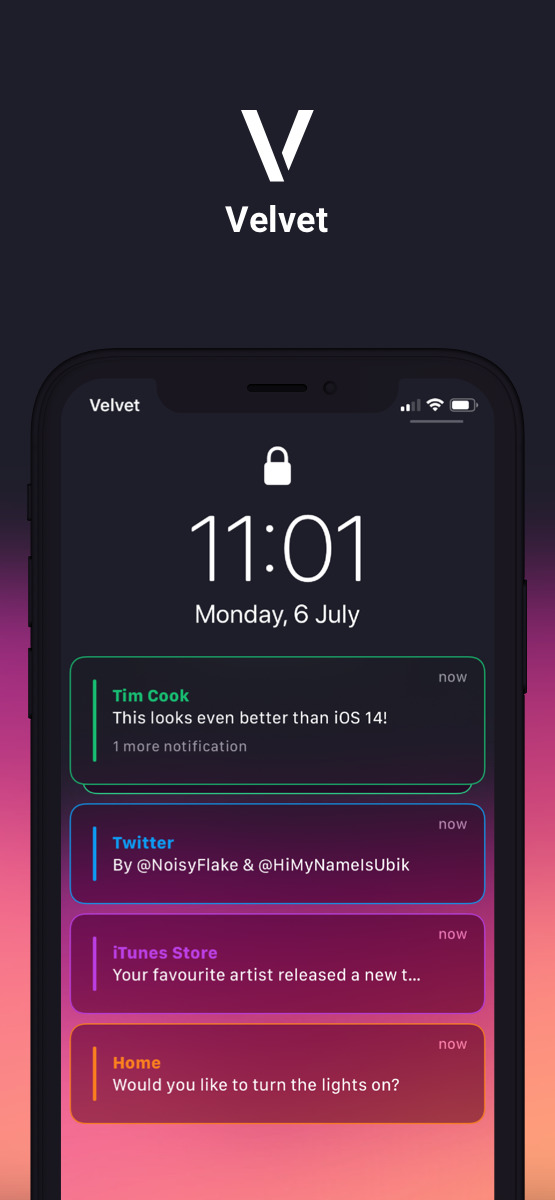 V
Velvet
Velvet
11:01
Monday, 6 July
now
Tim Cook
This looks even better than iOS 14!
1 more notification
now
Twitter
By @NoisyFlake & @HiMyNameIsUbik
now
iTunes Store
Your favourite artist released a new t...
now
Home
Would you like to turn the lights on?